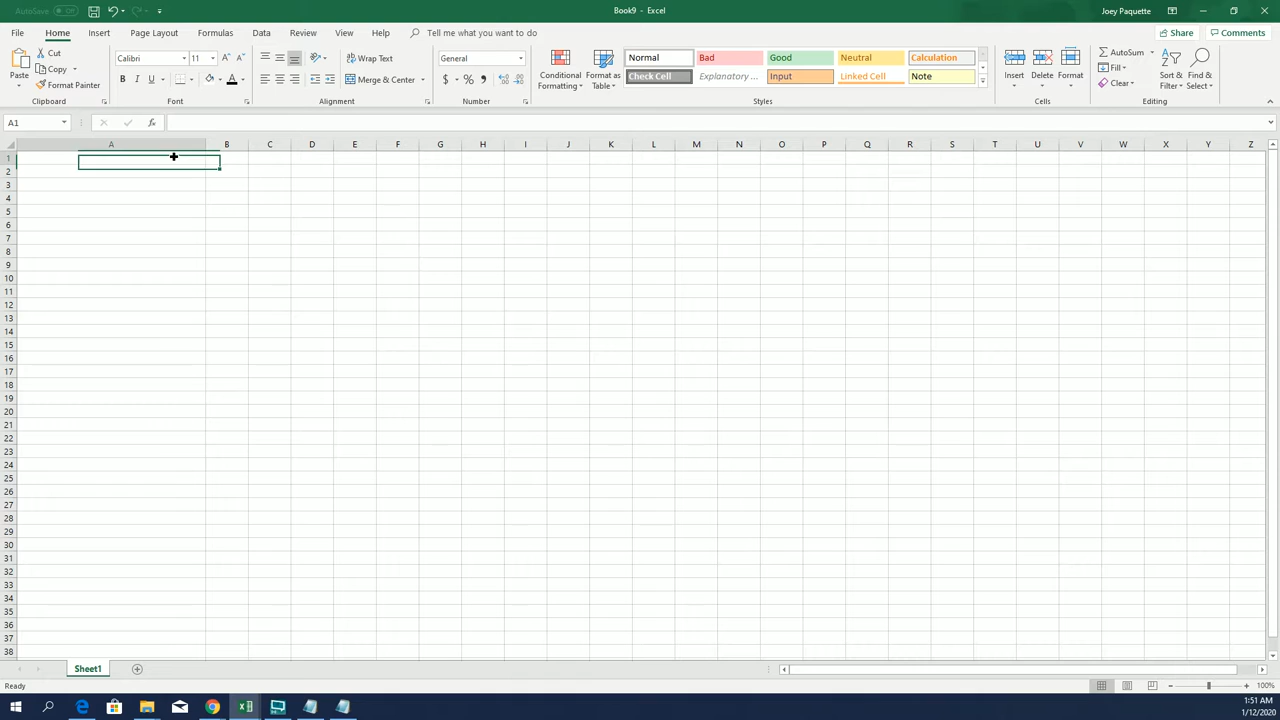 AutoSave Off Book9 - Excel Joey Paquette
File Home Insert Page Layout Formulas Data Review View Help Tell me what you want to do Share Comments
Paste Cut Copy Format Painter Clipboard
Calibri 11 A A B I U A Font
ab Wrap Text Merge & Center Alignment
General $ % , Number
Conditional Formatting Format as Table
Normal Bad Good Neutral Calculation
Check Cell Explanatory ... Input Linked Cell Note
Styles
Insert Delete Format Cells
AutoSum Fill Clear Sort & Filter Find & Select Editing
A1 fx
A B C D E F G H I J K L M N O P Q R S T U V W X Y Z
1
2
3
4
5
6
7
8
9
10
11
12
13
14
15
16
17
18
19
20
21
22
23
24
25
26
27
28
29
30
31
32
33
34
35
36
37
38
Sheet1
Ready 100%
1:51 AM
1/12/2020